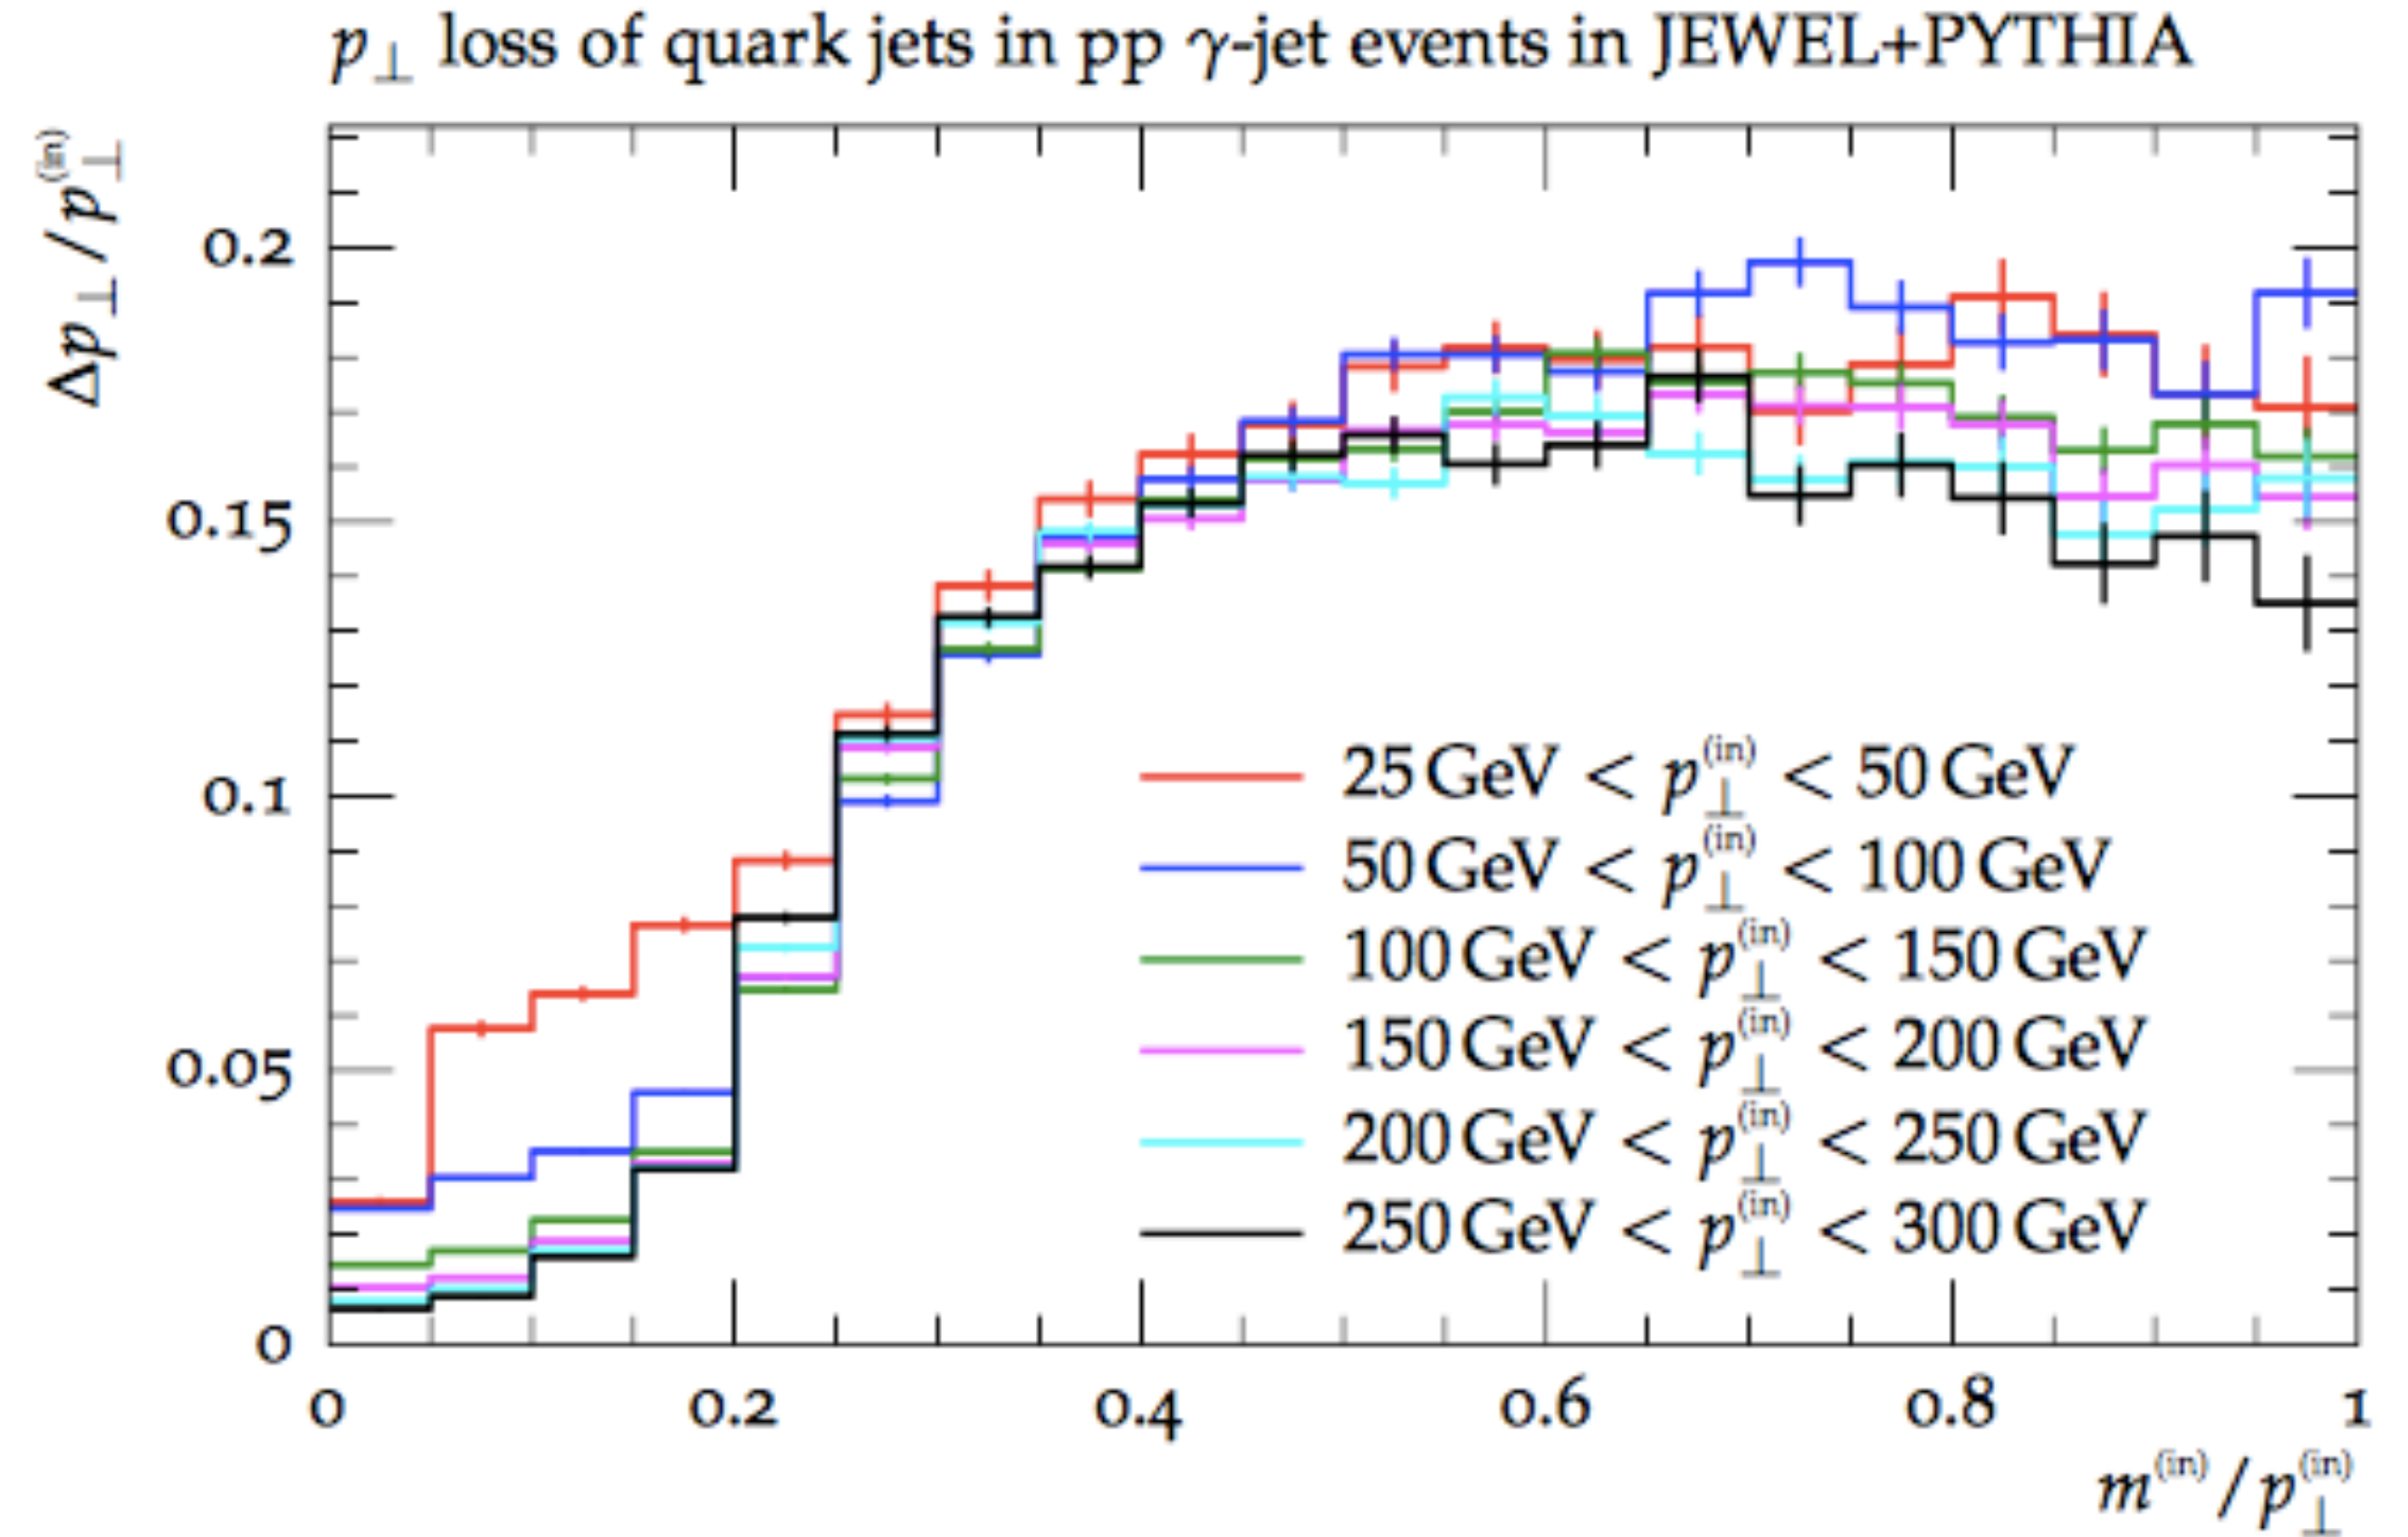 p⊥ loss of quark jets in pp γ-jet events in JEWEL+PYTHIA
Δp⊥/p⊥^(in)
0.2
0.15
0.1
0.05
0
25 GeV < p⊥^(in) < 50 GeV
50 GeV < p⊥^(in) < 100 GeV
100 GeV < p⊥^(in) < 150 GeV
150 GeV < p⊥^(in) < 200 GeV
200 GeV < p⊥^(in) < 250 GeV
250 GeV < p⊥^(in) < 300 GeV
0 0.2 0.4 0.6 0.8 1
m^(in)/p⊥^(in)